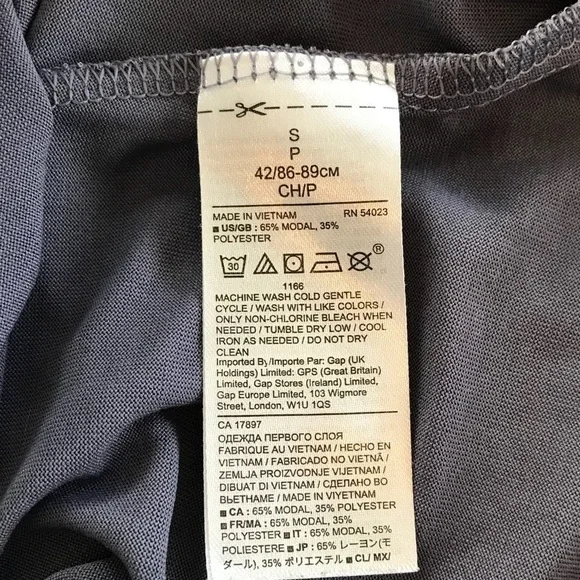 S
P
42/86-89CM
CH/P
MADE IN VIETNAM RN 54023
US/GB : 65% MODAL, 35%
POLYESTER
30
1166
MACHINE WASH COLD GENTLE
CYCLE / WASH WITH LIKE COLORS /
ONLY NON-CHLORINE BLEACH WHEN
NEEDED / TUMBLE DRY LOW / COOL
IRON AS NEEDED / DO NOT DRY
CLEAN
Imported By/Importe Par: Gap (UK
Holdings) Limited: GPS (Great Britain)
Limited, Gap Stores (Ireland) Limited,
Gap Europe Limited, 103 Wigmore
Street, London, W1U 1QS
CA 17897
ОДЕЖДА ПЕРВОГО СЛОЯ
FABRIQUE AU VIETNAM / HECHO EN
VIETNAM / FABRICADO NO VIETNÃ /
ZEMLJA PROIZVODNJE VIJETNAM /
DIBUAT DI VIETNAM / СДЕЛАНО ВО
ВЬЕТНАМЕ / MADE IN VIYETNAM
CA : 65% MODAL, 35% POLYESTER
FR/MA : 65% MODAL, 35%
POLYESTER IT : 65% MODAL, 35%
POLIESTERE JP : 65% レーヨン(モ
ダール), 35% ポリエステル CL/ MX/